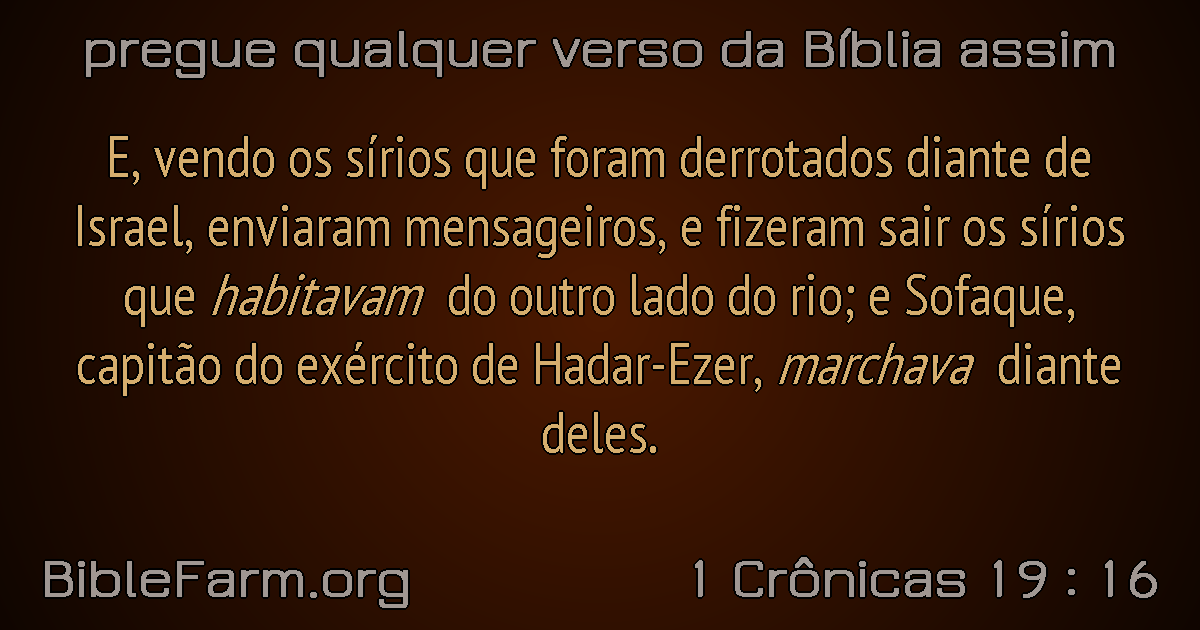 pregue qualquer verso da Bíblia assim
E, vendo os sírios que foram derrotados diante de
Israel, enviaram mensageiros, e fizeram sair os sírios
que habitavam do outro lado do rio; e Sofaque,
capitão do exército de Hadar-Ezer, marchava diante
deles.
BibleFarm.org
1 Crônicas 19 : 16